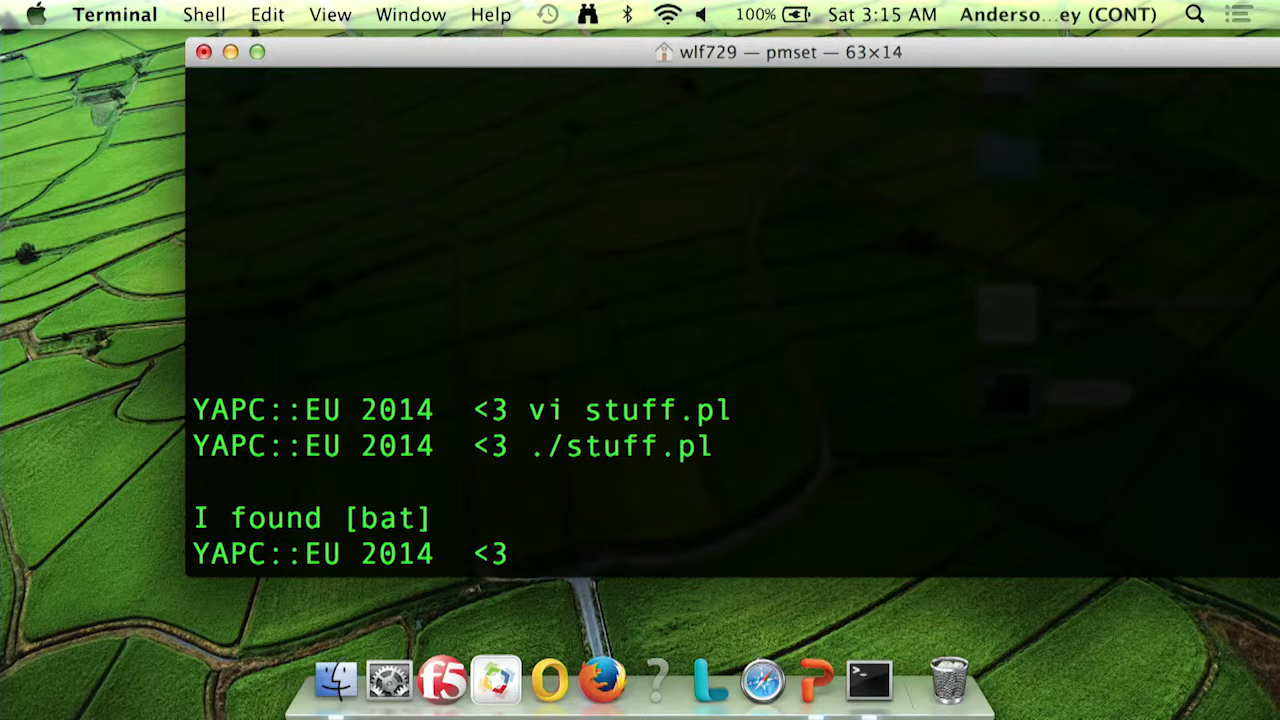 Terminal Shell Edit View Window Help 100% Sat 3:15 AM Anderso...ey (CONT)
wlf729 — pmset — 63×14
YAPC::EU 2014 <3 vi stuff.pl
YAPC::EU 2014 <3 ./stuff.pl
I found [bat]
YAPC::EU 2014 <3
f5
>_